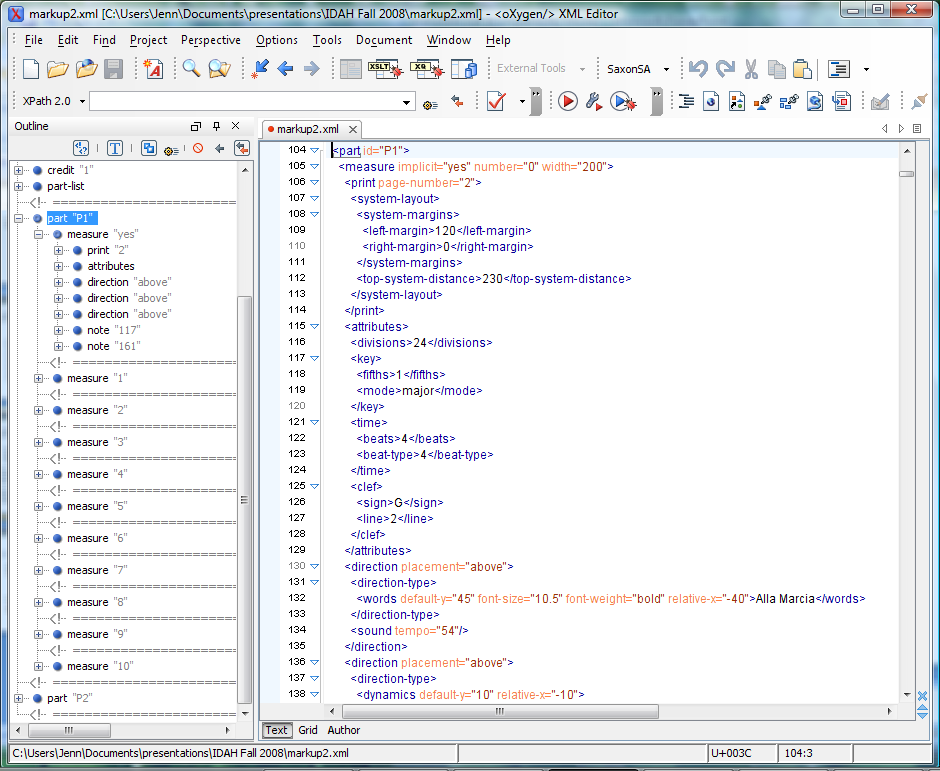 markup2.xml [C:\Users\Jenn\Documents\presentations\IDAH Fall 2008\markup2.xml] - <oXygen/> XML Editor
File Edit Find Project Perspective Options Tools Document Window Help
XSLT XQ External Tools SaxonSA
XPath 2.0
Outline
markup2.xml
credit "1"
part-list
<!- ==========================
part "P1"
measure "yes"
print "2"
attributes
direction "above"
direction "above"
direction "above"
note "117"
note "161"
<!- ========================
measure "1"
<!- ========================
measure "2"
<!- ========================
measure "3"
<!- ========================
measure "4"
<!- ========================
measure "5"
<!- ========================
measure "6"
<!- ========================
measure "7"
<!- ========================
measure "8"
<!- ========================
measure "9"
<!- ========================
measure "10"
<!- ==========================
part "P2"
<!- ==========================
104 <part id="P1">
105 <measure implicit="yes" number="0" width="200">
106 <print page-number="2">
107 <system-layout>
108 <system-margins>
109 <left-margin>120</left-margin>
110 <right-margin>0</right-margin>
111 </system-margins>
112 <top-system-distance>230</top-system-distance>
113 </system-layout>
114 </print>
115 <attributes>
116 <divisions>24</divisions>
117 <key>
118 <fifths>1</fifths>
119 <mode>major</mode>
120 </key>
121 <time>
122 <beats>4</beats>
123 <beat-type>4</beat-type>
124 </time>
125 <clef>
126 <sign>G</sign>
127 <line>2</line>
128 </clef>
129 </attributes>
130 <direction placement="above">
131 <direction-type>
132 <words default-y="45" font-size="10.5" font-weight="bold" relative-x="-40">Alla Marcia</words>
133 </direction-type>
134 <sound tempo="54"/>
135 </direction>
136 <direction placement="above">
137 <direction-type>
138 <dynamics default-y="10" relative-x="-10">
Text Grid Author
C:\Users\Jenn\Documents\presentations\IDAH Fall 2008\markup2.xml U+003C 104:3